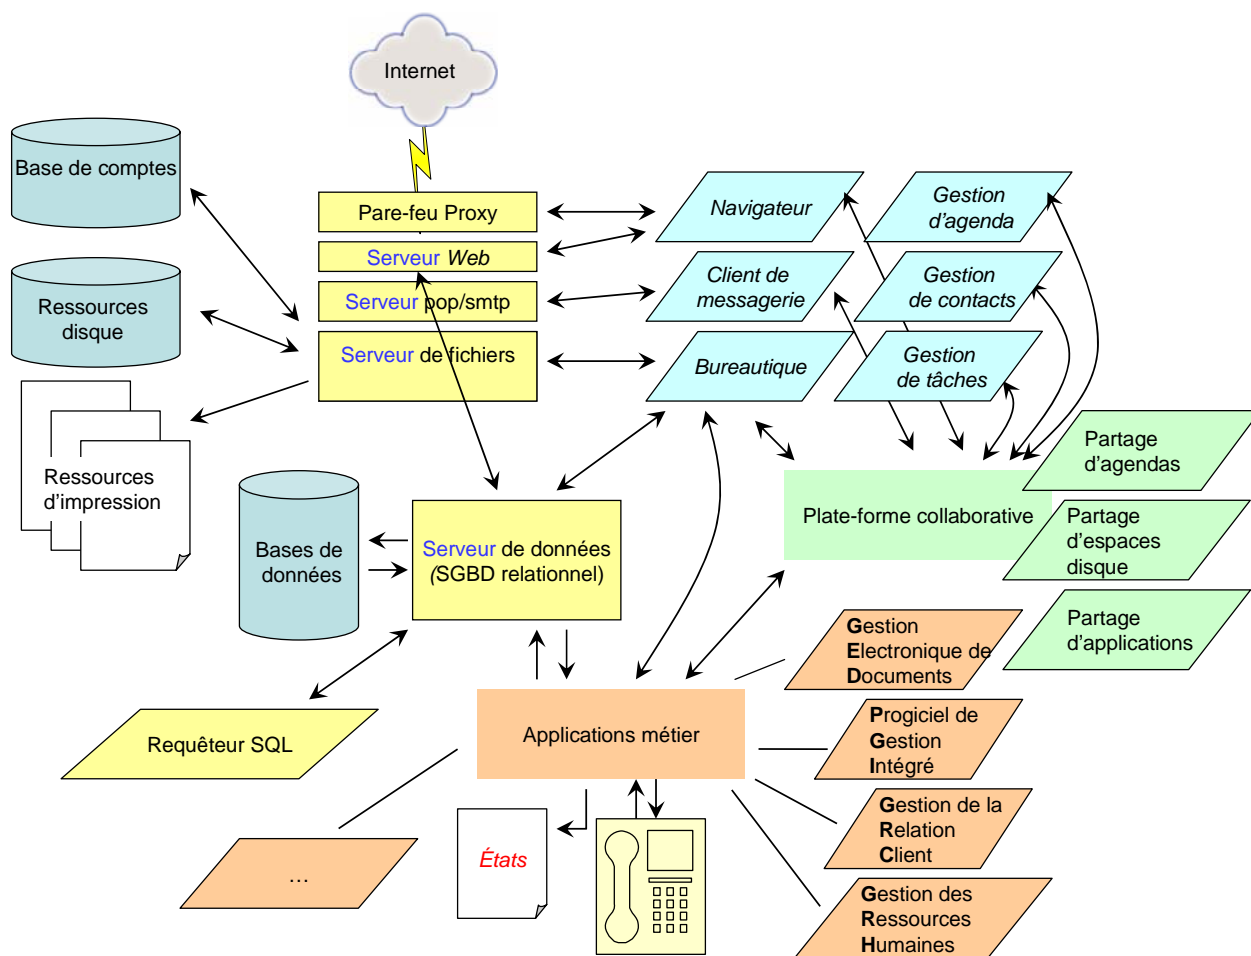 Internet
Base de comptes
Pare-feu Proxy
Navigateur
Gestion
d'agenda
Serveur Web
Ressources
disque
Serveur pop/smtp
Client de
messagerie
Gestion
de contacts
Serveur de fichiers
Bureautique
Gestion
de tâches
Ressources
d'impression
Partage
d'agendas
Plate-forme collaborative
Partage
d'espaces
disque
Bases de
données
Serveur de données
(SGBD relationnel)
Partage
d'applications
Gestion
Electronique de
Documents
Requêteur SQL
Applications métier
Progiciel de
Gestion
Intégré
Gestion de la
Relation
Client
États
…
Gestion des
Ressources
Humaines